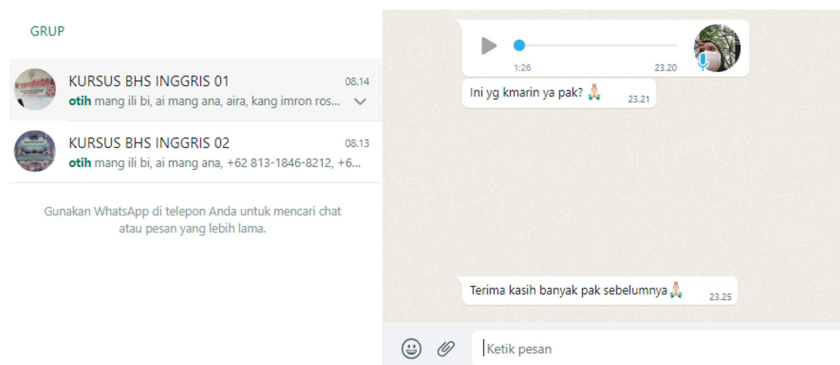 GRUP
KURSUS BHS INGGRIS 01 08.14
otih mang ili bi, ai mang ana, aira, kang imron ros...
KURSUS BHS INGGRIS 02 08.13
otih mang ili bi, ai mang ana, +62 813-1846-8212, +6...
Gunakan WhatsApp di telepon Anda untuk mencari chat
atau pesan yang lebih lama.
1:26 23.20
Ini yg kmarin ya pak? 🙏🏻 23.21
Terima kasih banyak pak sebelumnya🙏🏻 23.25
Ketik pesan